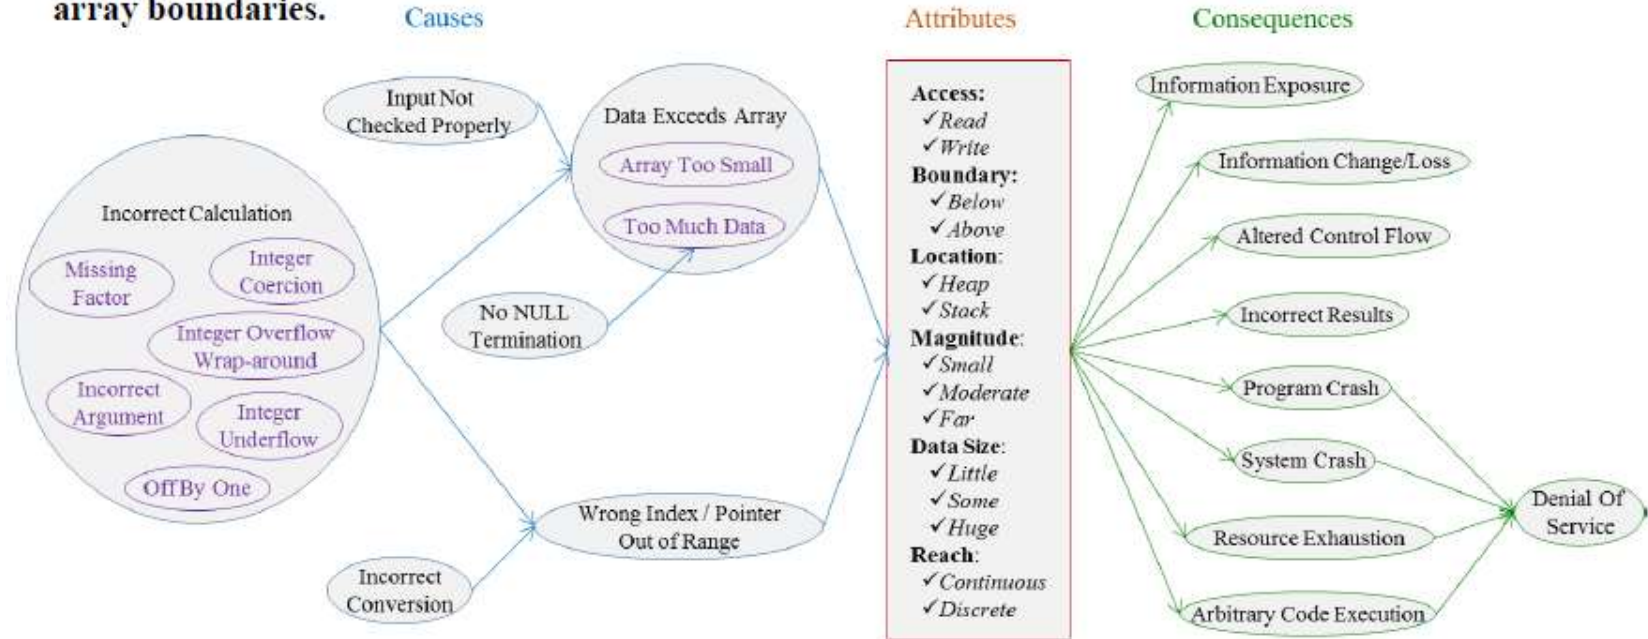 array boundaries.
Causes
Attributes
Consequences
Incorrect Calculation
Missing
Factor
Integer
Coercion
Integer Overflow
Wrap-around
Incorrect
Argument
Integer
Underflow
Off By One
Input Not
Checked Properly
Data Exceeds Array
Array Too Small
Too Much Data
No NULL
Termination
Wrong Index / Pointer
Out of Range
Incorrect
Conversion
Access:
✓Read
✓Write
Boundary:
✓Below
✓Above
Location:
✓Heap
✓Stack
Magnitude:
✓Small
✓Moderate
✓Far
Data Size:
✓Little
✓Some
✓Huge
Reach:
✓Continuous
✓Discrete
Information Exposure
Information Change/Loss
Altered Control Flow
Incorrect Results
Program Crash
System Crash
Resource Exhaustion
Arbitrary Code Execution
Denial Of
Service